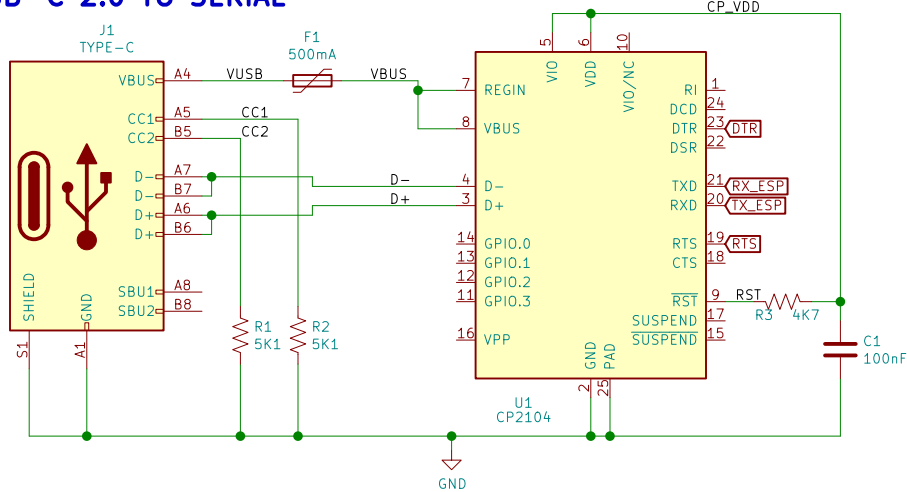 USB-C 2.0 TO SERIAL
J1
TYPE-C
VBUS A4
CC1 A5
CC2 B5
D- A7
D- B7
D+ A6
D+ B6
SBU1 A8
SBU2 B8
SHIELD
GND
S1
A1
VUSB
F1
500mA
VBUS
CC1
CC2
D-
D+
R1
5K1
R2
5K1
GND
CP_VDD
5
6
10
VIO
VDD
VIO/NC
7 REGIN
8 VBUS
4 D-
3 D+
14 GPIO.0
13 GPIO.1
12 GPIO.2
11 GPIO.3
16 VPP
RI 1
DCD 24
DTR 23 DTR
DSR 22
TXD 21 RX_ESP
RXD 20 TX_ESP
RTS 19 RTS
CTS 18
RST 9 RST
SUSPEND 17
SUSPEND 15
GND
PAD
2
25
U1
CP2104
R3 4K7
C1
100nF